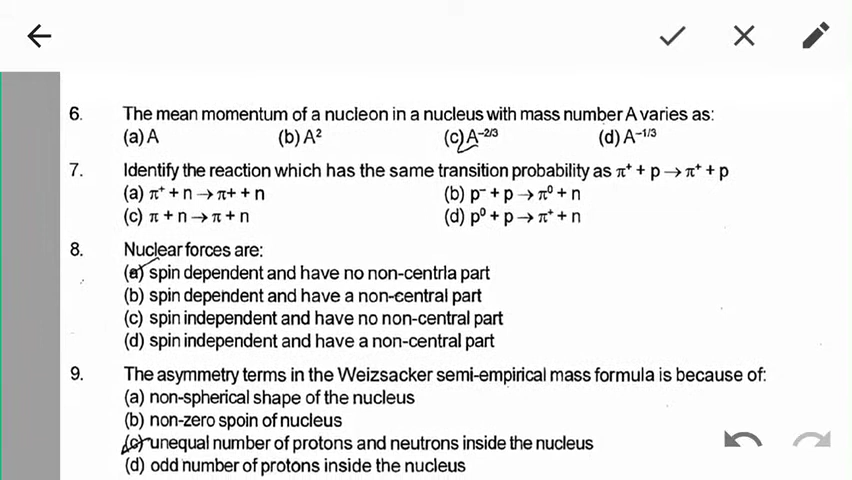 6. The mean momentum of a nucleon in a nucleus with mass number A varies as:
(a) A (b) A² (c) A⁻²/³ (d) A⁻¹/³
7. Identify the reaction which has the same transition probability as π⁺ + p → π⁺ + p
(a) π⁺ + n → π+ + n (b) p⁻ + p → π⁰ + n
(c) π + n → π + n (d) p⁰ + p → π⁺ + n
8. Nuclear forces are:
(a) spin dependent and have no non-centrla part
(b) spin dependent and have a non-central part
(c) spin independent and have no non-central part
(d) spin independent and have a non-central part
9. The asymmetry terms in the Weizsacker semi-empirical mass formula is because of:
(a) non-spherical shape of the nucleus
(b) non-zero spoin of nucleus
(c) unequal number of protons and neutrons inside the nucleus
(d) odd number of protons inside the nucleus